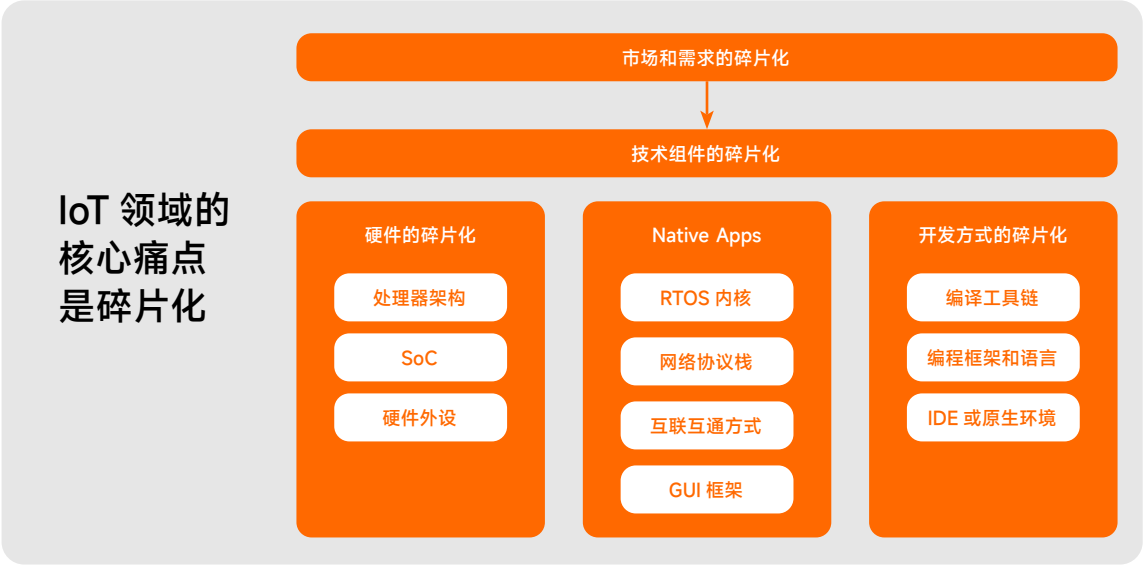 IoT 领域的
核心痛点
是碎片化
市场和需求的碎片化
技术组件的碎片化
硬件的碎片化
处理器架构
SoC
硬件外设
Native Apps
RTOS 内核
网络协议栈
互联互通方式
GUI 框架
开发方式的碎片化
编译工具链
编程框架和语言
IDE 或原生环境